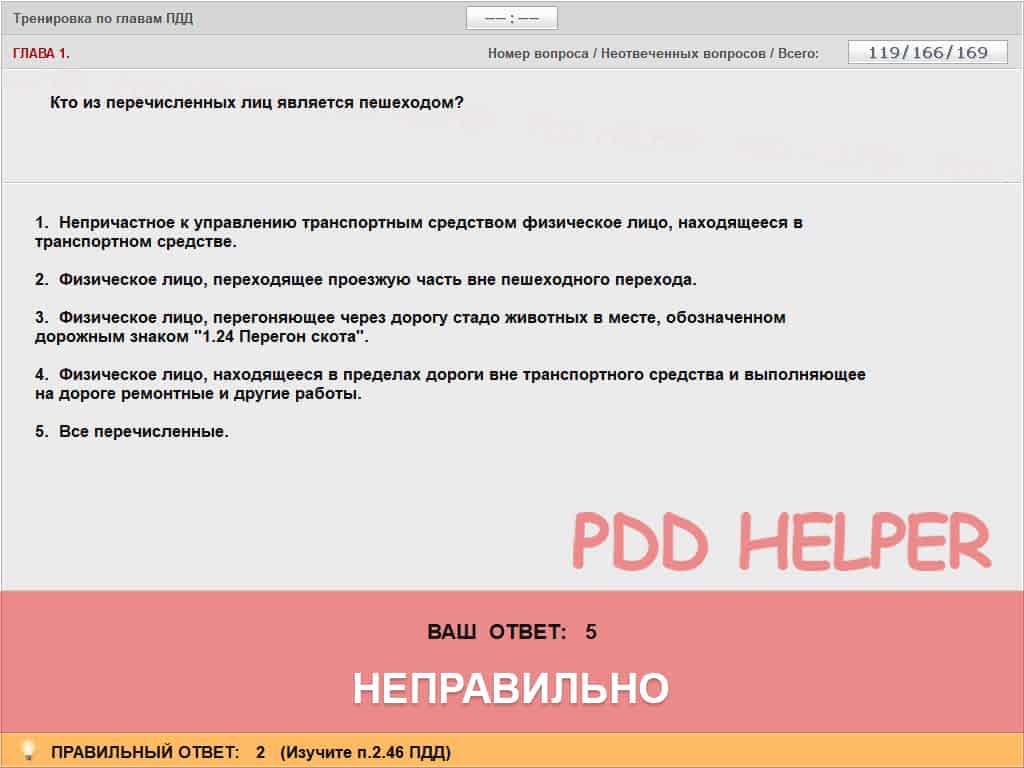 Тренировка по главам ПДД
—— : ——
ГЛАВА 1.
Номер вопроса / Неотвеченных вопросов / Всего:
119/166/169
Кто из перечисленных лиц является пешеходом?
1. Непричастное к управлению транспортным средством физическое лицо, находящееся в
транспортном средстве.
2. Физическое лицо, переходящее проезжую часть вне пешеходного перехода.
3. Физическое лицо, перегоняющее через дорогу стадо животных в месте, обозначенном
дорожным знаком "1.24 Перегон скота".
4. Физическое лицо, находящееся в пределах дороги вне транспортного средства и выполняющее
на дороге ремонтные и другие работы.
5. Все перечисленные.
PDD HELPER
ВАШ ОТВЕТ: 5
НЕПРАВИЛЬНО
ПРАВИЛЬНЫЙ ОТВЕТ: 2 (Изучите п.2.46 ПДД)